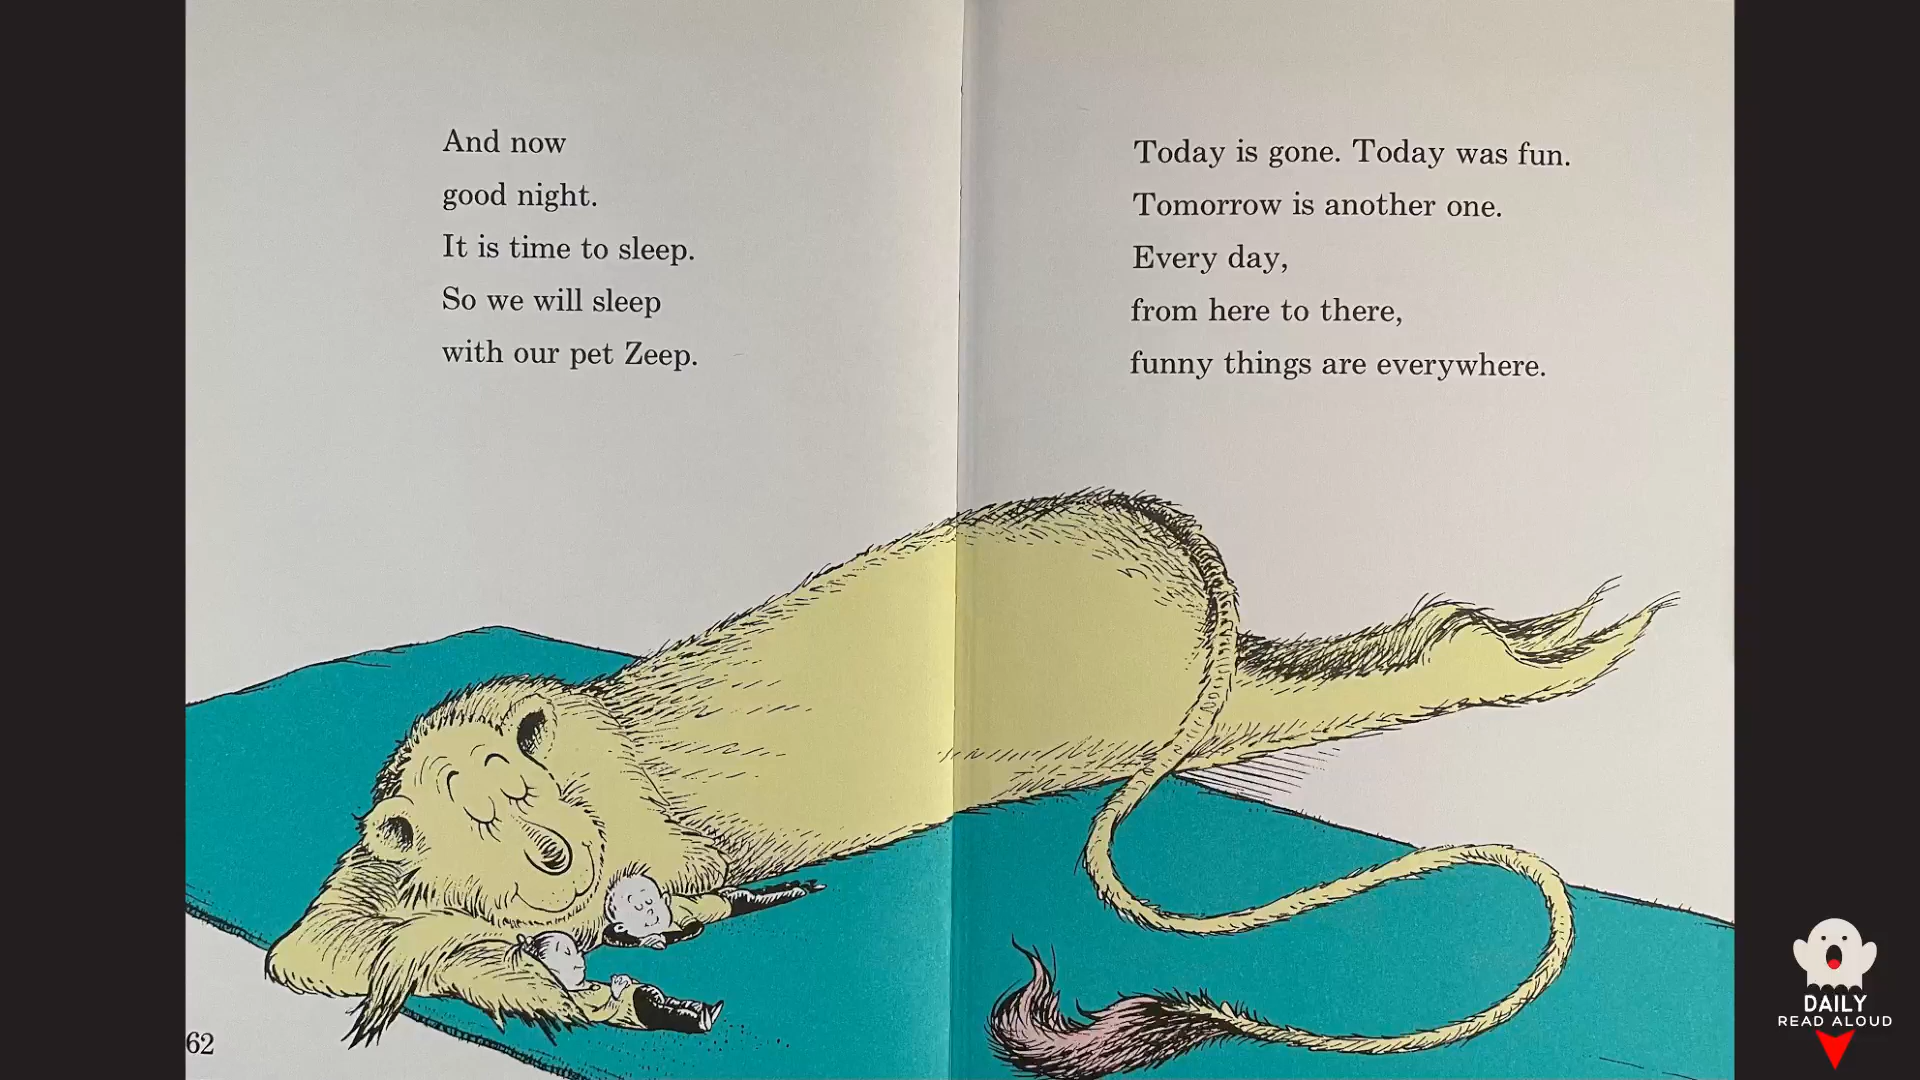 And now
good night.
It is time to sleep.
So we will sleep
with our pet Zeep.
Today is gone. Today was fun.
Tomorrow is another one.
Every day,
from here to there,
funny things are everywhere.
62
DAILY
READ ALOUD